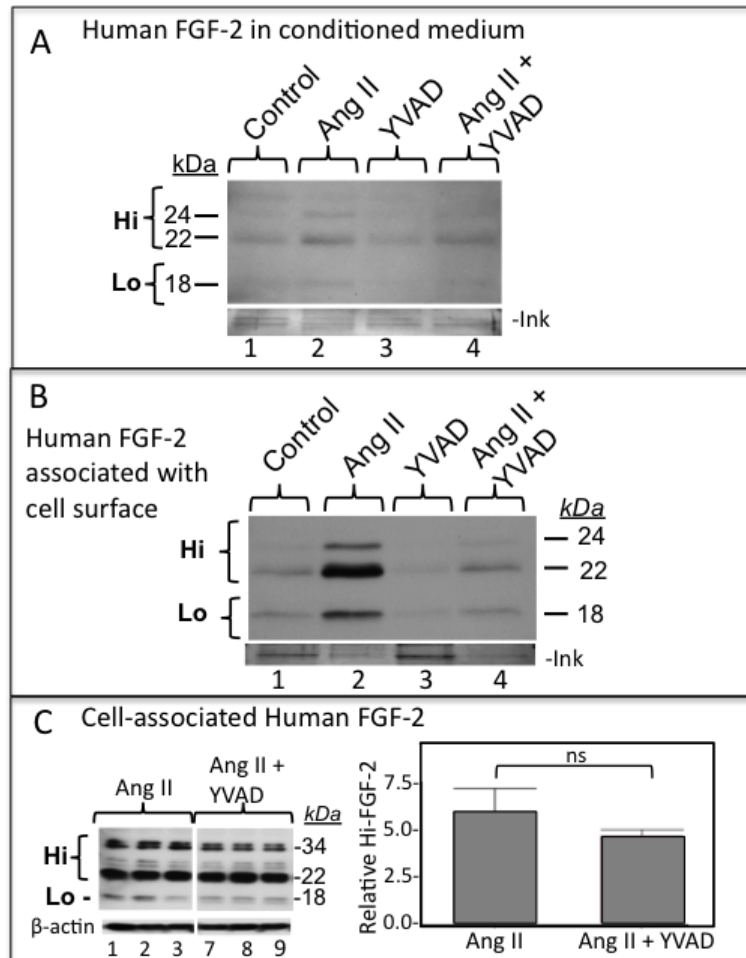 A Human FGF-2 in conditioned medium
Control Ang II YVAD Ang II +
YVAD
kDa
Hi
24
22
Lo
18
-Ink
1 2 3 4
B
Human FGF-2
associated with
cell surface
Control Ang II YVAD Ang II +
YVAD
kDa
Hi
24
22
Lo
18
-Ink
1 2 3 4
C Cell-associated Human FGF-2
Ang II Ang II +
YVAD
kDa
Hi
-34
-22
Lo -
-18
β-actin
1 2 3 7 8 9
ns
Relative Hi-FGF-2
7.5-
5.0-
2.5-
0.0-
Ang II Ang II + YVAD